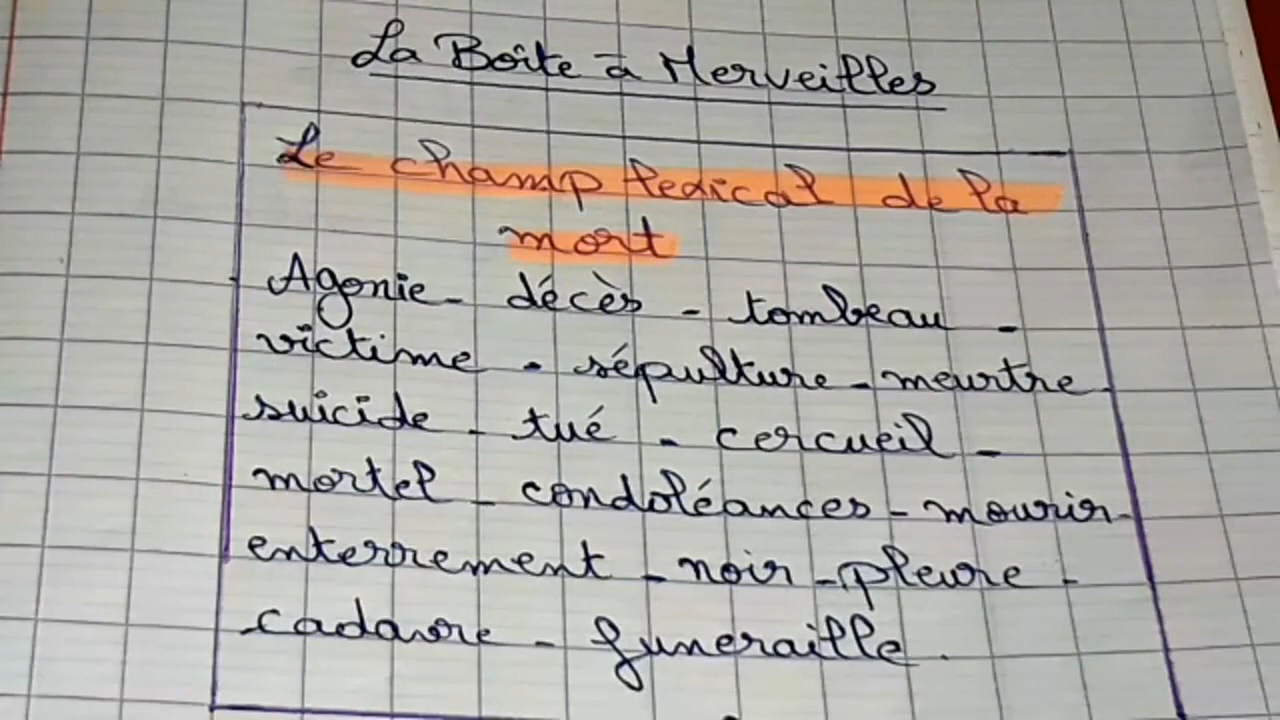 La Boîte à Merveilles
Le champ lexical de la
mort
Agonie - décès - tombeau -
victime - sépulture - meurtre -
suicide - tué - cercueil -
mortel - condoléances - mourir -
enterrement - noir - pleure -
cadavre - funeraille.